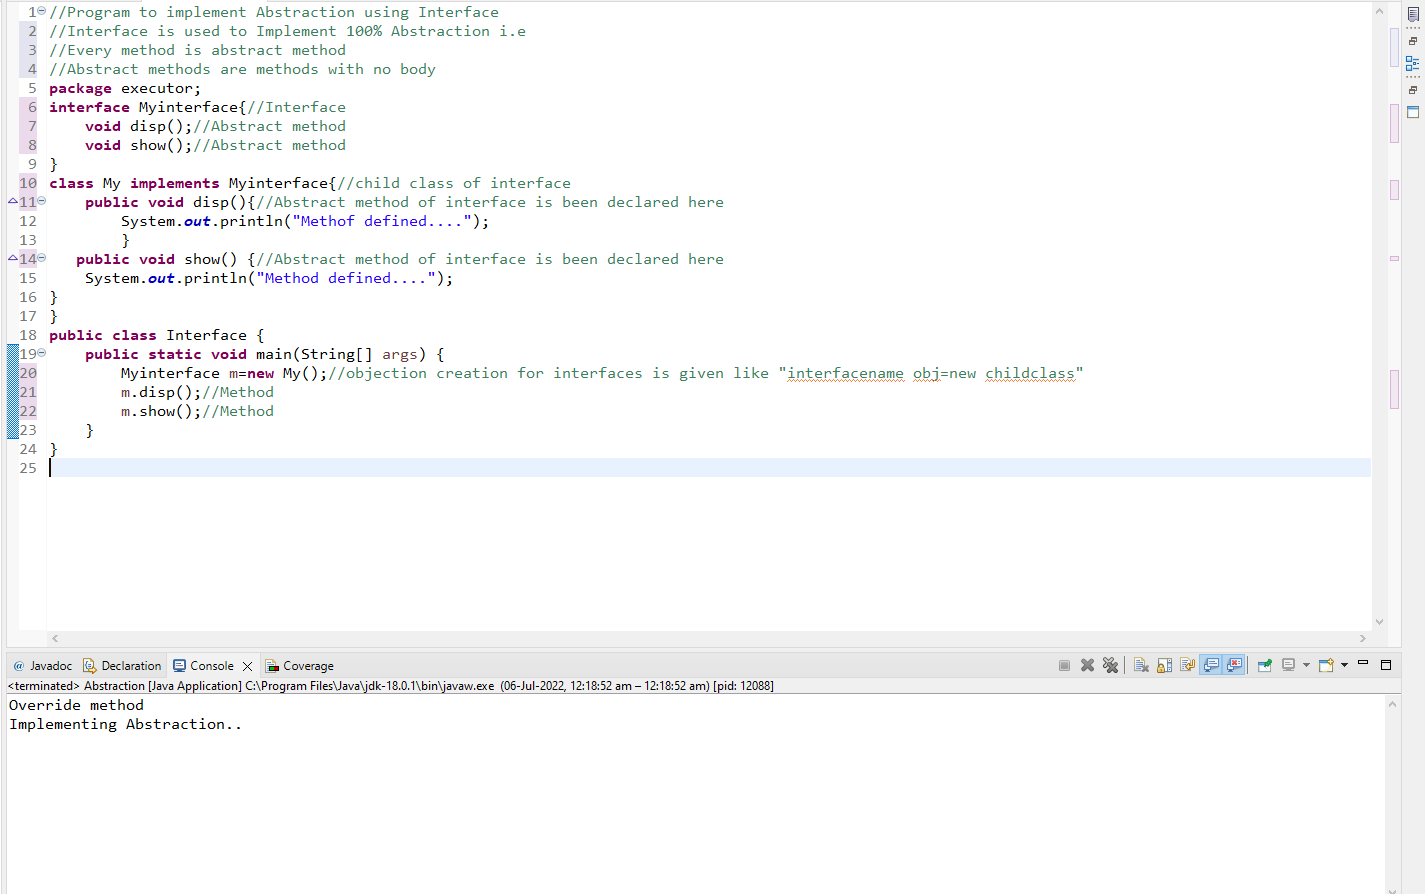 1 //Program to implement Abstraction using Interface
2 //Interface is used to Implement 100% Abstraction i.e
3 //Every method is abstract method
4 //Abstract methods are methods with no body
5 package executor;
6 interface Myinterface{//Interface
7     void disp();//Abstract method
8     void show();//Abstract method
9 }
10 class My implements Myinterface{//child class of interface
11     public void disp(){//Abstract method of interface is been declared here
12         System.out.println("Methof defined....");
13         }
14    public void show() {//Abstract method of interface is been declared here
15     System.out.println("Method defined....");
16 }
17 }
18 public class Interface {
19     public static void main(String[] args) {
20         Myinterface m=new My();//objection creation for interfaces is given like "interfacename obj=new childclass"
21         m.disp();//Method
22         m.show();//Method
23     }
24 }
25
@ Javadoc Declaration Console Coverage
<terminated> Abstraction [Java Application] C:\Program Files\Java\jdk-18.0.1\bin\javaw.exe (06-Jul-2022, 12:18:52 am – 12:18:52 am) [pid: 12088]
Override method
Implementing Abstraction..